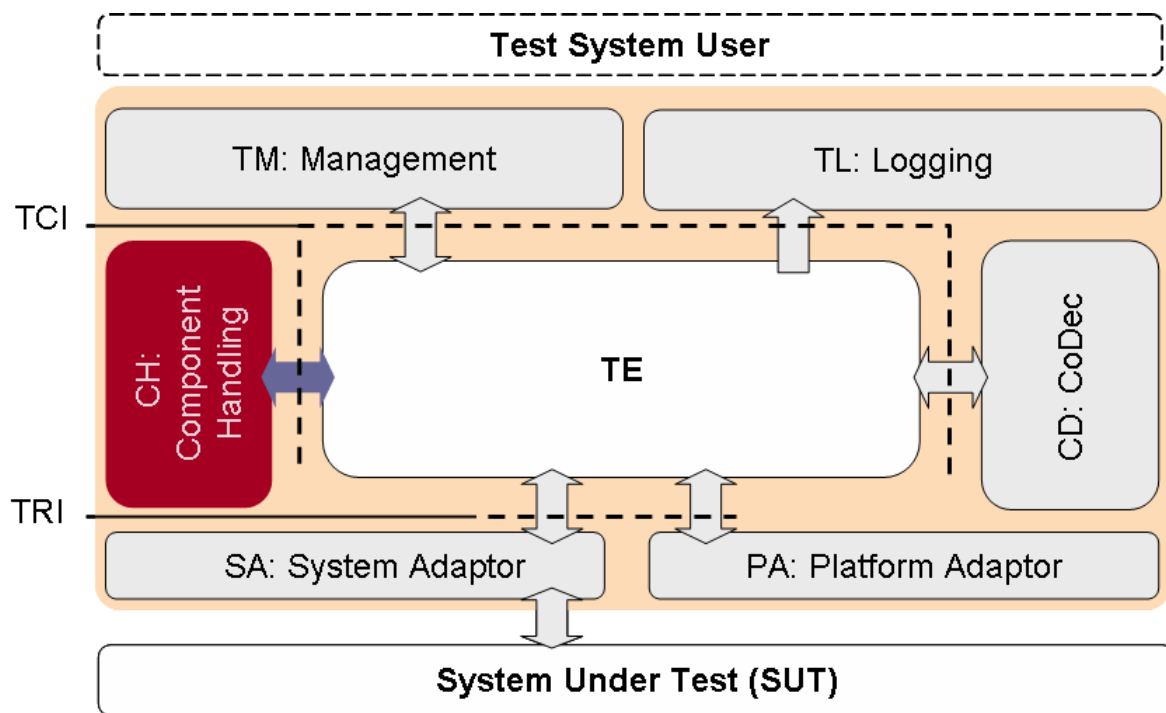 Test System User
TM: Management
TL: Logging
TCI
CH:
Component
Handling
TE
CD: CoDec
TRI
SA: System Adaptor
PA: Platform Adaptor
System Under Test (SUT)